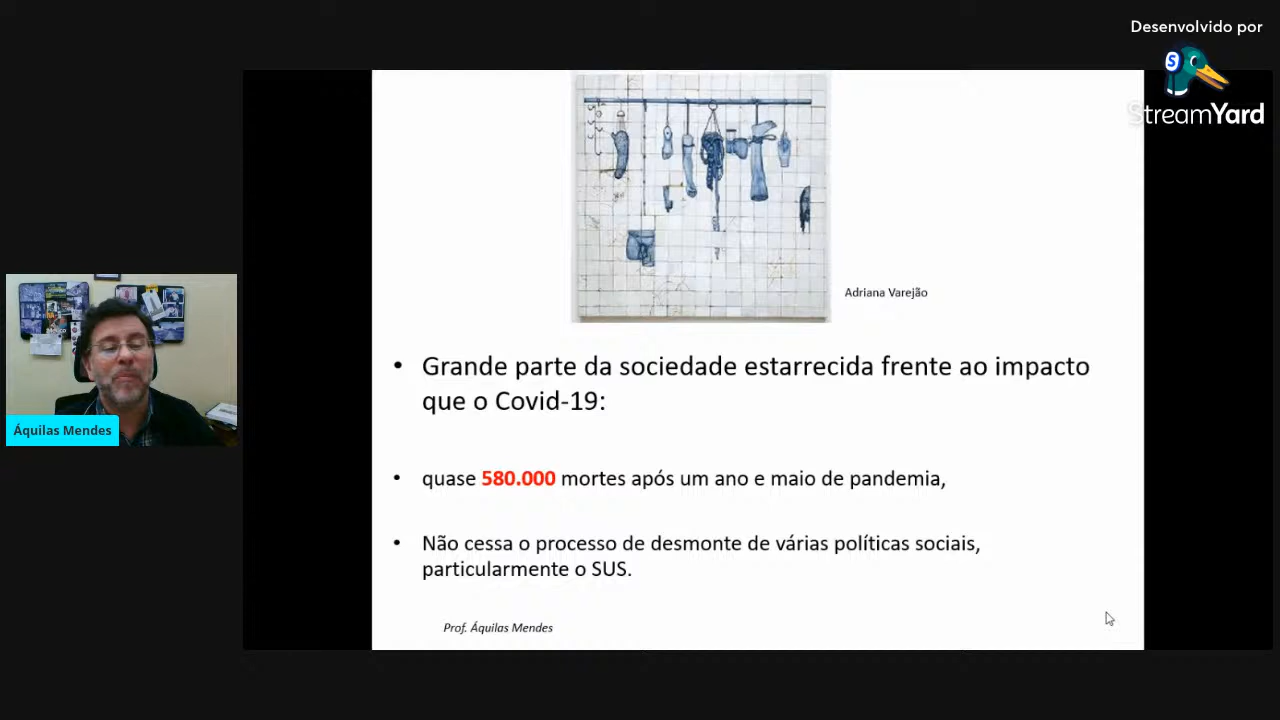 Desenvolvido por
StreamYard
Adriana Varejão
• Grande parte da sociedade estarrecida frente ao impacto
que o Covid-19:
• quase 580.000 mortes após um ano e maio de pandemia,
• Não cessa o processo de desmonte de várias políticas sociais,
particularmente o SUS.
Prof. Áquilas Mendes
Áquilas Mendes